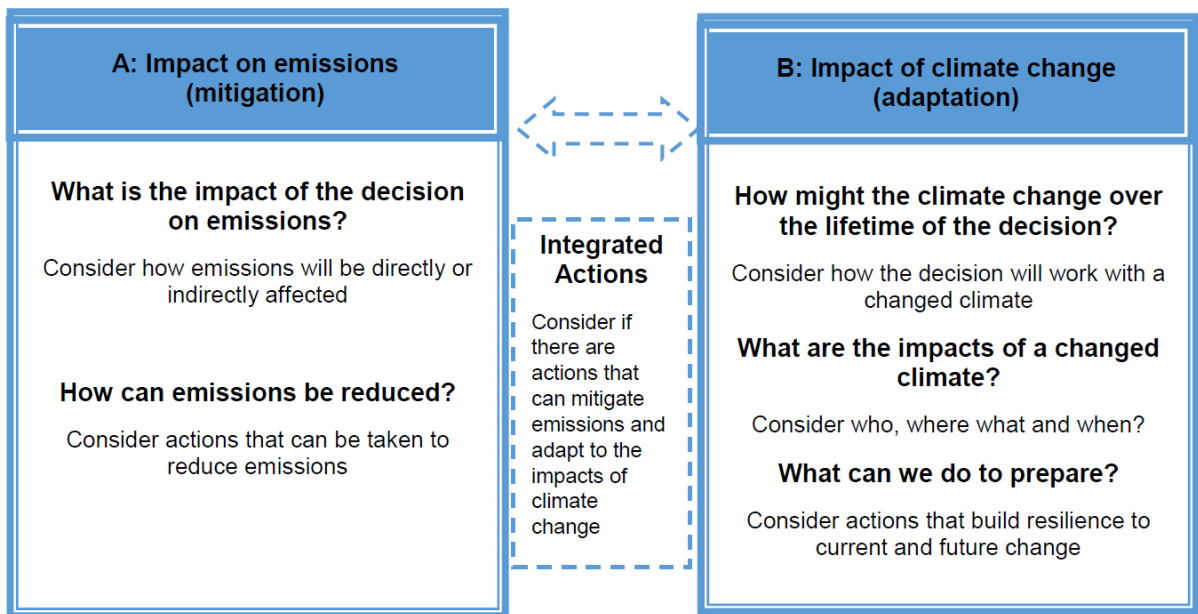 A: Impact on emissions
(mitigation)
What is the impact of the decision
on emissions?
Consider how emissions will be directly or
indirectly affected
How can emissions be reduced?
Consider actions that can be taken to
reduce emissions
Integrated
Actions
Consider if
there are
actions that
can mitigate
emissions and
adapt to the
impacts of
climate
change
B: Impact of climate change
(adaptation)
How might the climate change over
the lifetime of the decision?
Consider how the decision will work with a
changed climate
What are the impacts of a changed
climate?
Consider who, where what and when?
What can we do to prepare?
Consider actions that build resilience to
current and future change